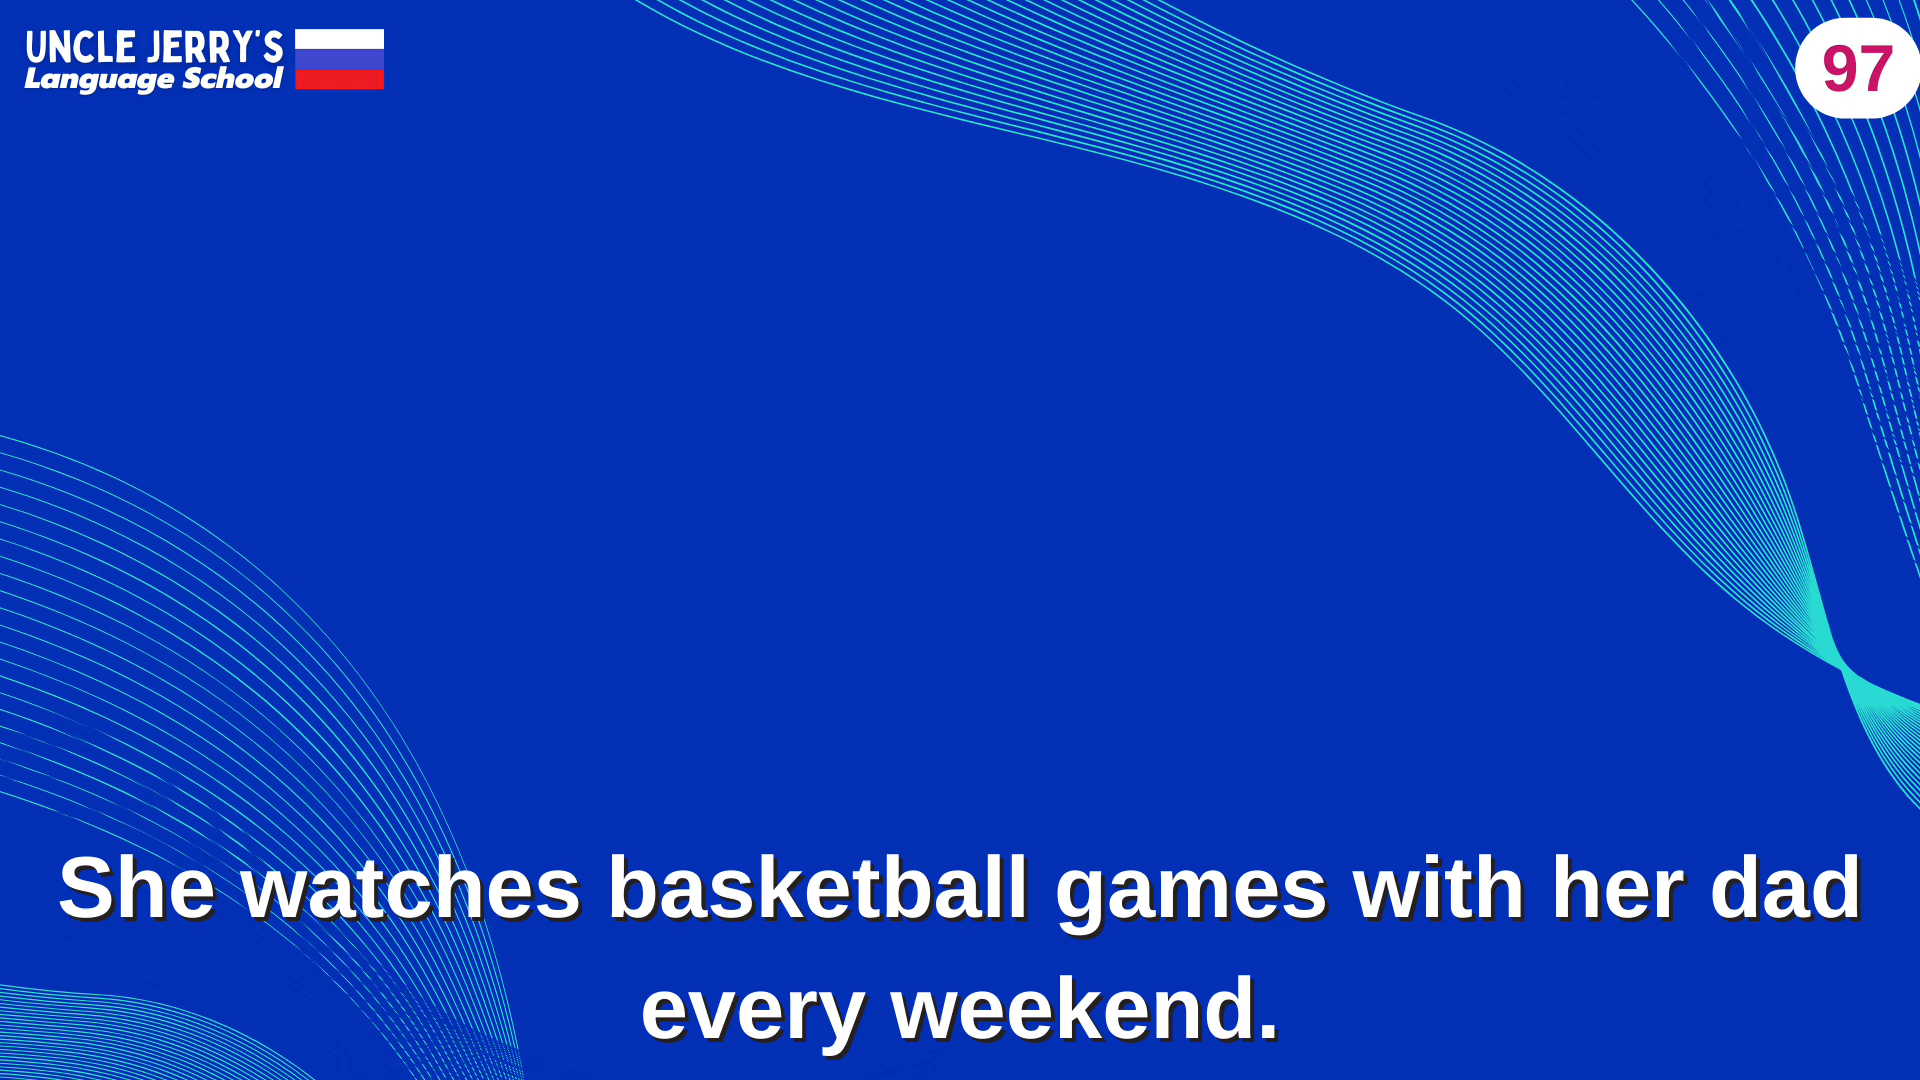 UNCLE JERRY'S
Language School
97
She watches basketball games with her dad
every weekend.